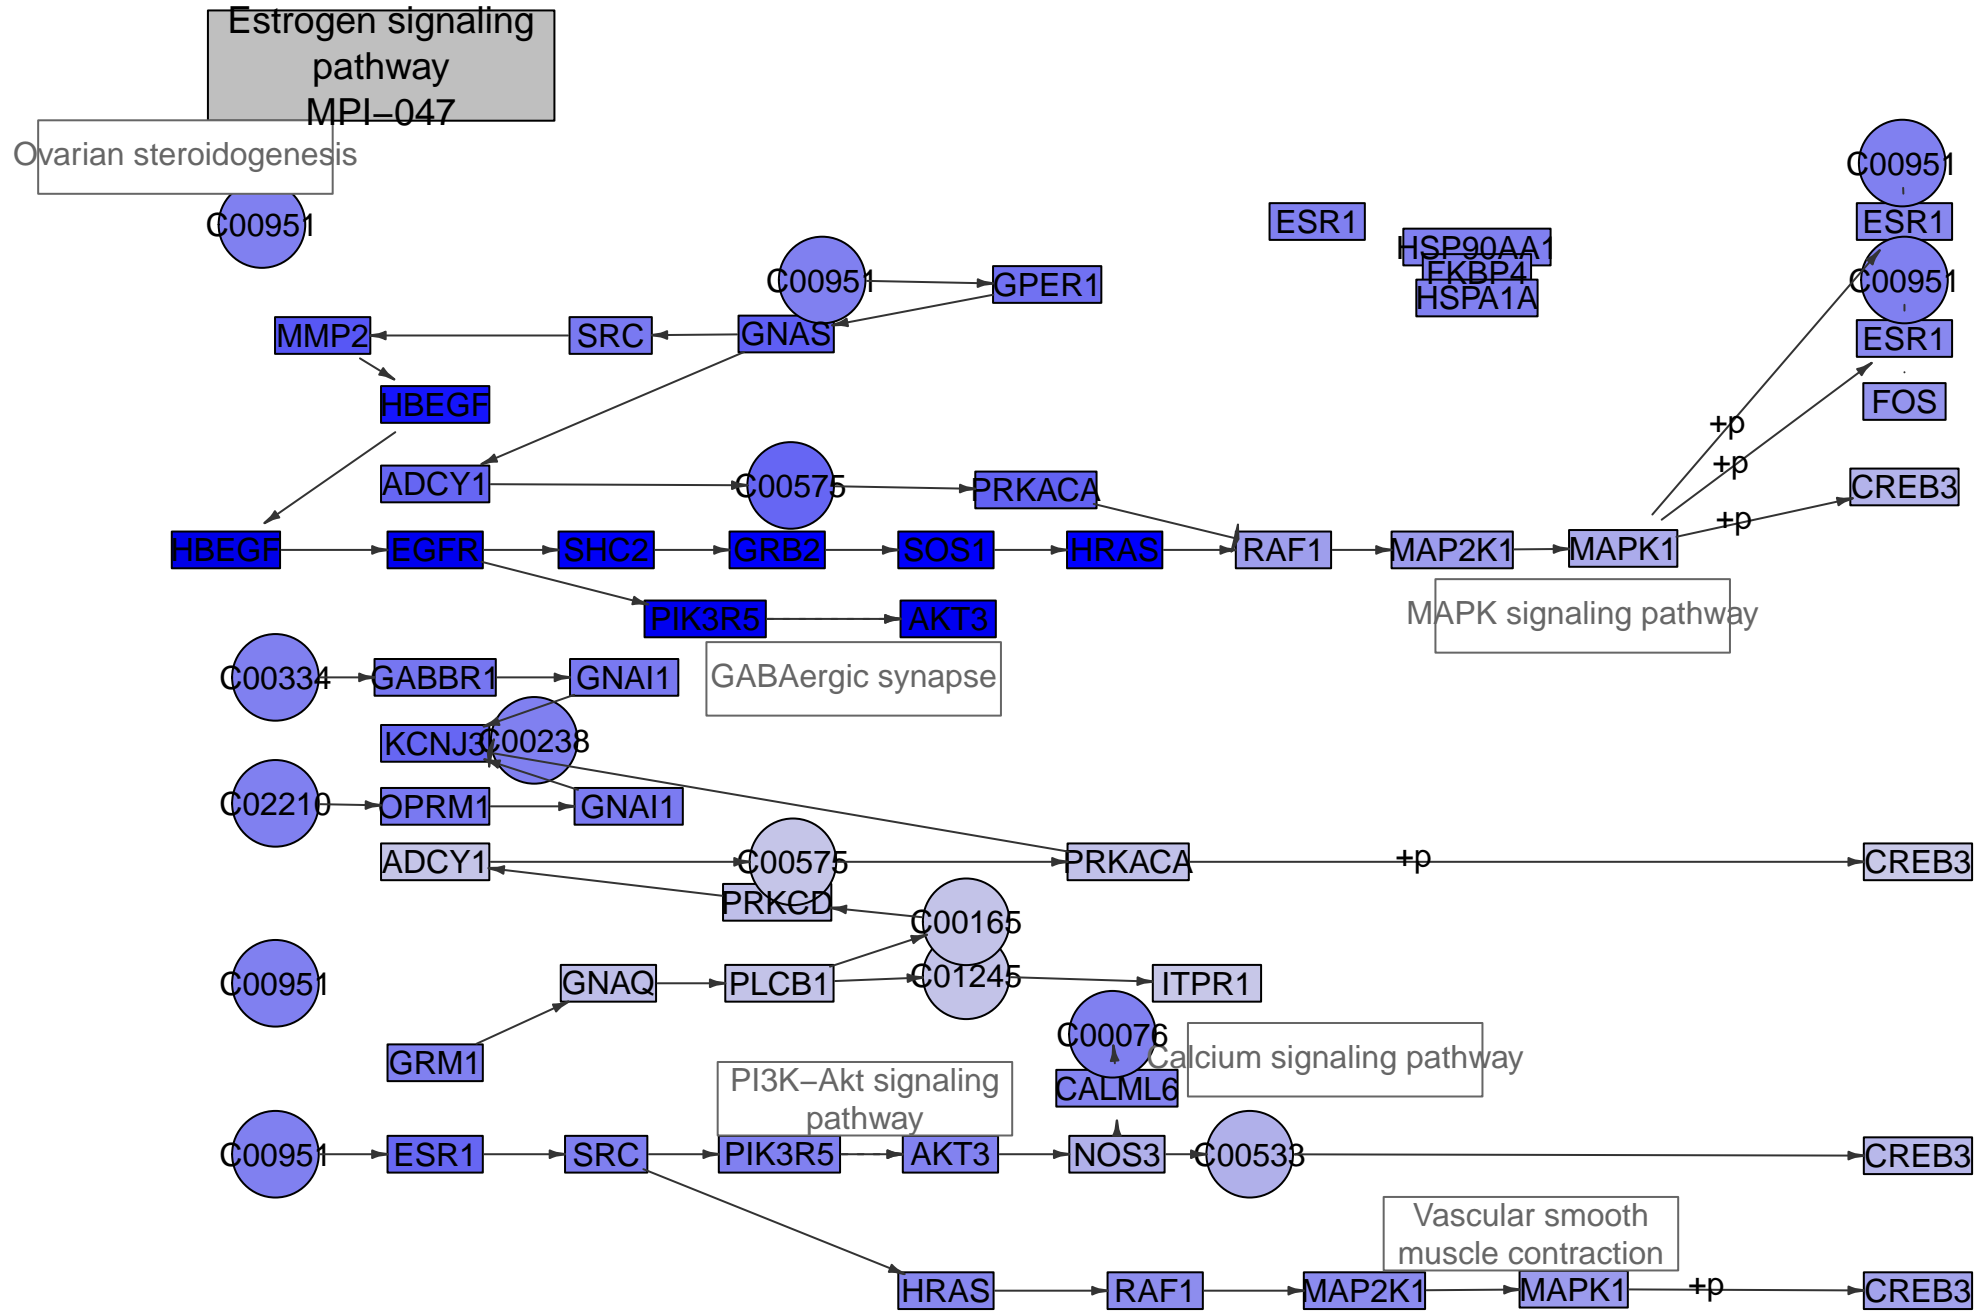 Estrogen signaling
pathway
MPI−047
Ovarian steroidogenesis
C00951
C00951
ESR1
C00951
ESR1
HSP90AA1
FKBP4
HSPA1A
C00951
GPER1
C00951
MMP2
SRC
GNAS
ESR1
HBEGF
FOS
+p
+p
ADCY1
C00575
PRKACA
CREB3
+p
HBEGF
EGFR
SHC2
GRB2
SOS1
HRAS
RAF1
MAP2K1
MAPK1
PIK3R5
AKT3
MAPK signaling pathway
C00334
GABBR1
GNAI1
GABAergic synapse
KCNJ3
C00238
C02210
OPRM1
GNAI1
ADCY1
C00575
PRKACA
+p
CREB3
PRKCD
C00165
C00951
GNAQ
PLCB1
C01245
ITPR1
C00076
GRM1
Calcium signaling pathway
PI3K−Akt signaling
pathway
CALML6
C00951
ESR1
SRC
PIK3R5
AKT3
NOS3
C00533
CREB3
Vascular smooth
muscle contraction
HRAS
RAF1
MAP2K1
MAPK1
+p
CREB3